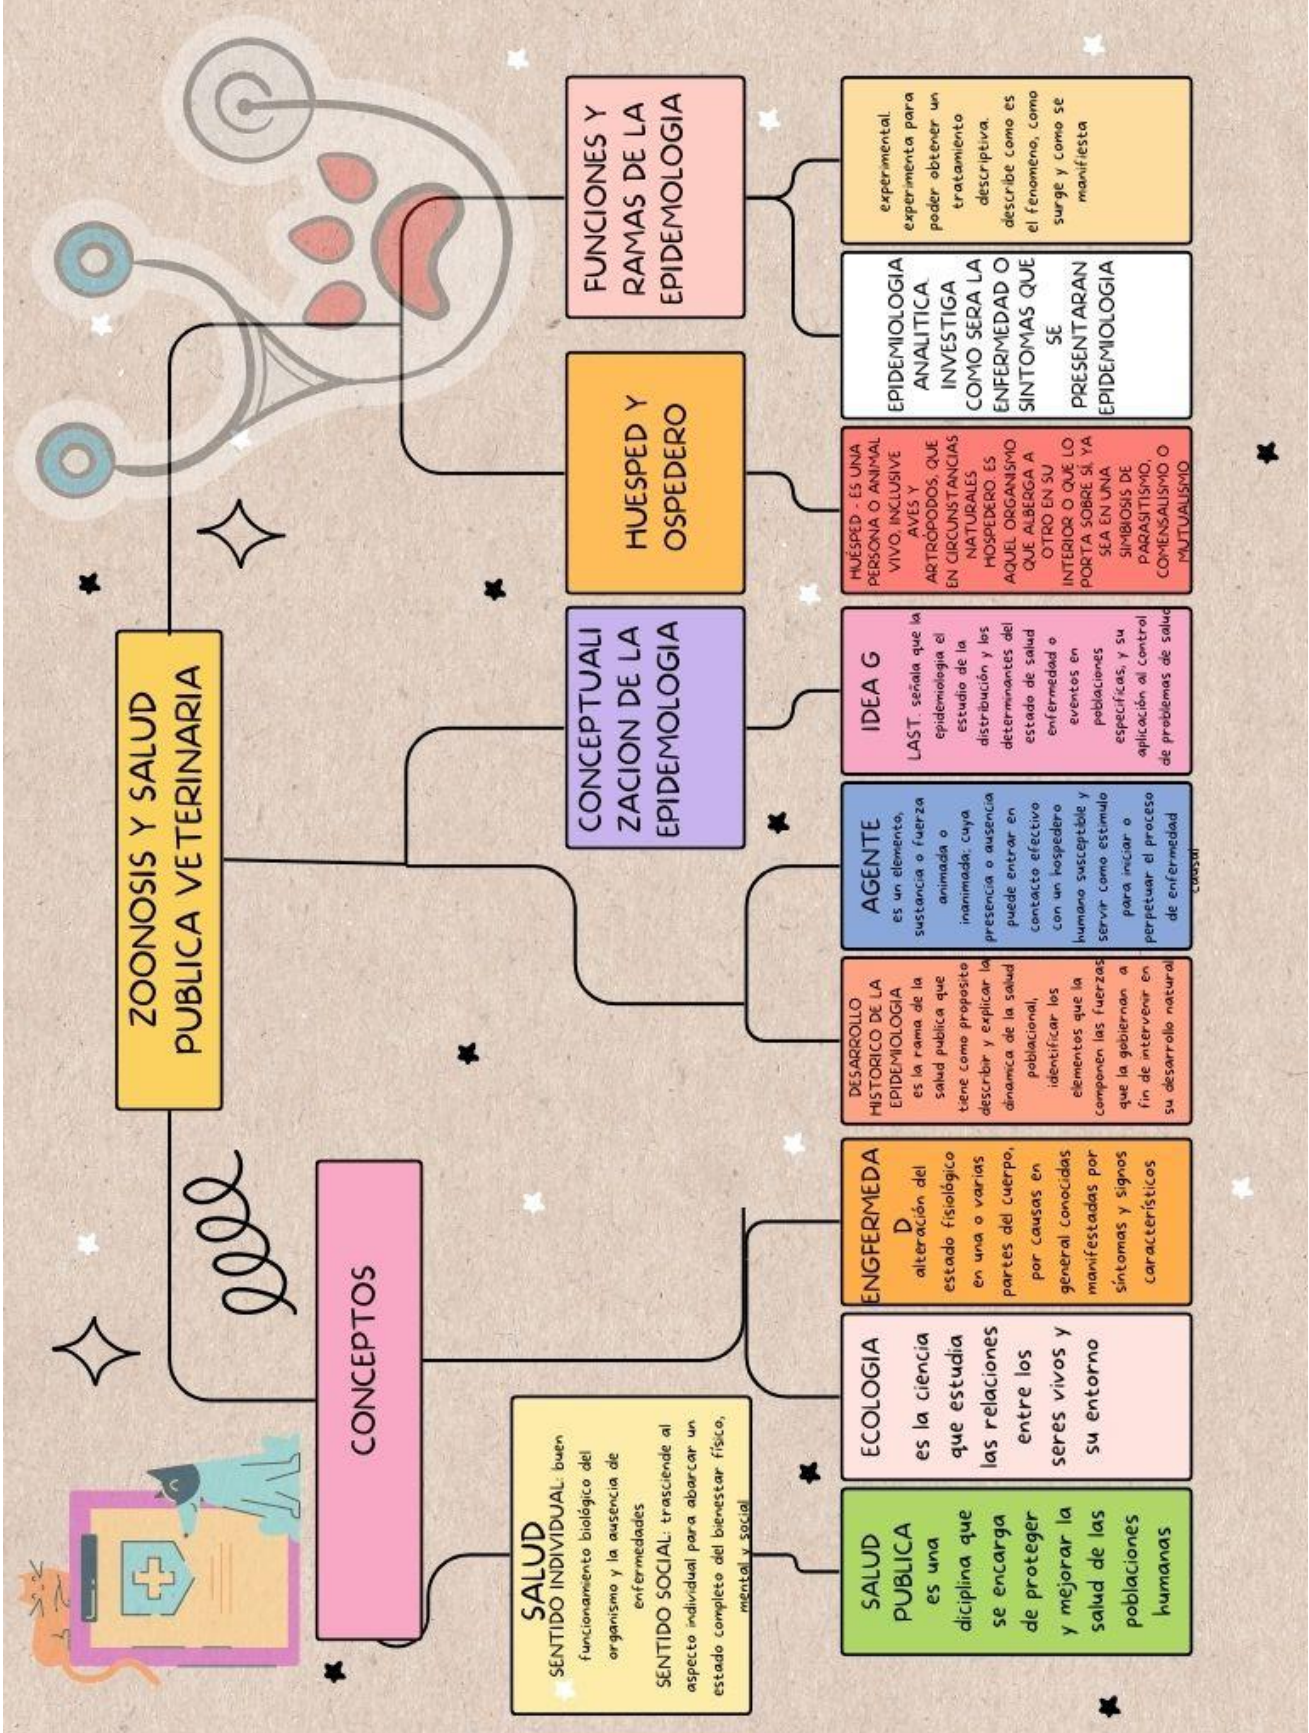 ZOONOSIS Y SALUD
PUBLICA VETERINARIA
CONCEPTOS
SALUD
SENTIDO INDIVIDUAL: buen
funcionamiento biológico del
organismo y la ausencia de
enfermedades
SENTIDO SOCIAL: trasciende al
aspecto individual para abarcar un
estado completo del bienestar físico,
mental y social
SALUD
PUBLICA
es una
diciplina que
se encarga
de proteger
y mejorar la
salud de las
poblaciones
humanas
ECOLOGIA
es la ciencia
que estudia
las relaciones
entre los
seres vivos y
su entorno
ENGFERMEDA
D
alteración del
estado fisiológico
en una o varias
partes del cuerpo,
por causas en
general conocidas
manifestadas por
síntomas y signos
característicos
CONCEPTUALI
ZACION DE LA
EPIDEMOLOGIA
DESARROLLO
HISTORICO DE LA
EPIDEMIOLOGIA
es la rama de la
salud publica que
tiene como proposito
describir y explicar la
dinamica de la salud
poblacional,
identificar los
elementos que la
componen las fuerzas
que la gobiernan a
fin de intervenir en
su desarrollo natural
AGENTE
es un elemento,
sustancia o fuerza
animada o
inanimada; cuya
presencia o ausencia
puede entrar en
contacto efectivo
con un hospedero
humano susceptible y
servir como estimulo
para iniciar o
perpetuar el proceso
de enfermedad
causal
IDEA G
LAST. señala que la
epidemiologia el
estudio de la
distribución y los
determinantes del
estado de salud
enfermedad o
eventos en
poblaciones
especificas, y su
aplicación al control
de problemas de salud
HUESPED Y
OSPEDERO
HUÉSPED - ES UNA
PERSONA O ANIMAL
VIVO, INCLUSIVE
AVES Y
ARTRÓPODOS, QUE
EN CIRCUNSTANCIAS
NATURALES
HOSPEDERO. ES
AQUEL ORGANISMO
QUE ALBERGA A
OTRO EN SU
INTERIOR O QUE LO
PORTA SOBRE SÍ, YA
SEA EN UNA
SIMBIOSIS DE
PARASITISMO,
COMENSALISMO O
MUTUALISMO
FUNCIONES Y
RAMAS DE LA
EPIDEMOLOGIA
EPIDEMIOLOGIA
ANALITICA.
INVESTIGA
COMO SERA LA
ENFERMEDAD O
SINTOMAS QUE
SE
PRESENTARAN
EPIDEMIOLOGIA
experimental.
experimenta para
poder obtener un
tratamiento
descriptiva.
describe como es
el fenomeno, como
surge y como se
manifiesta